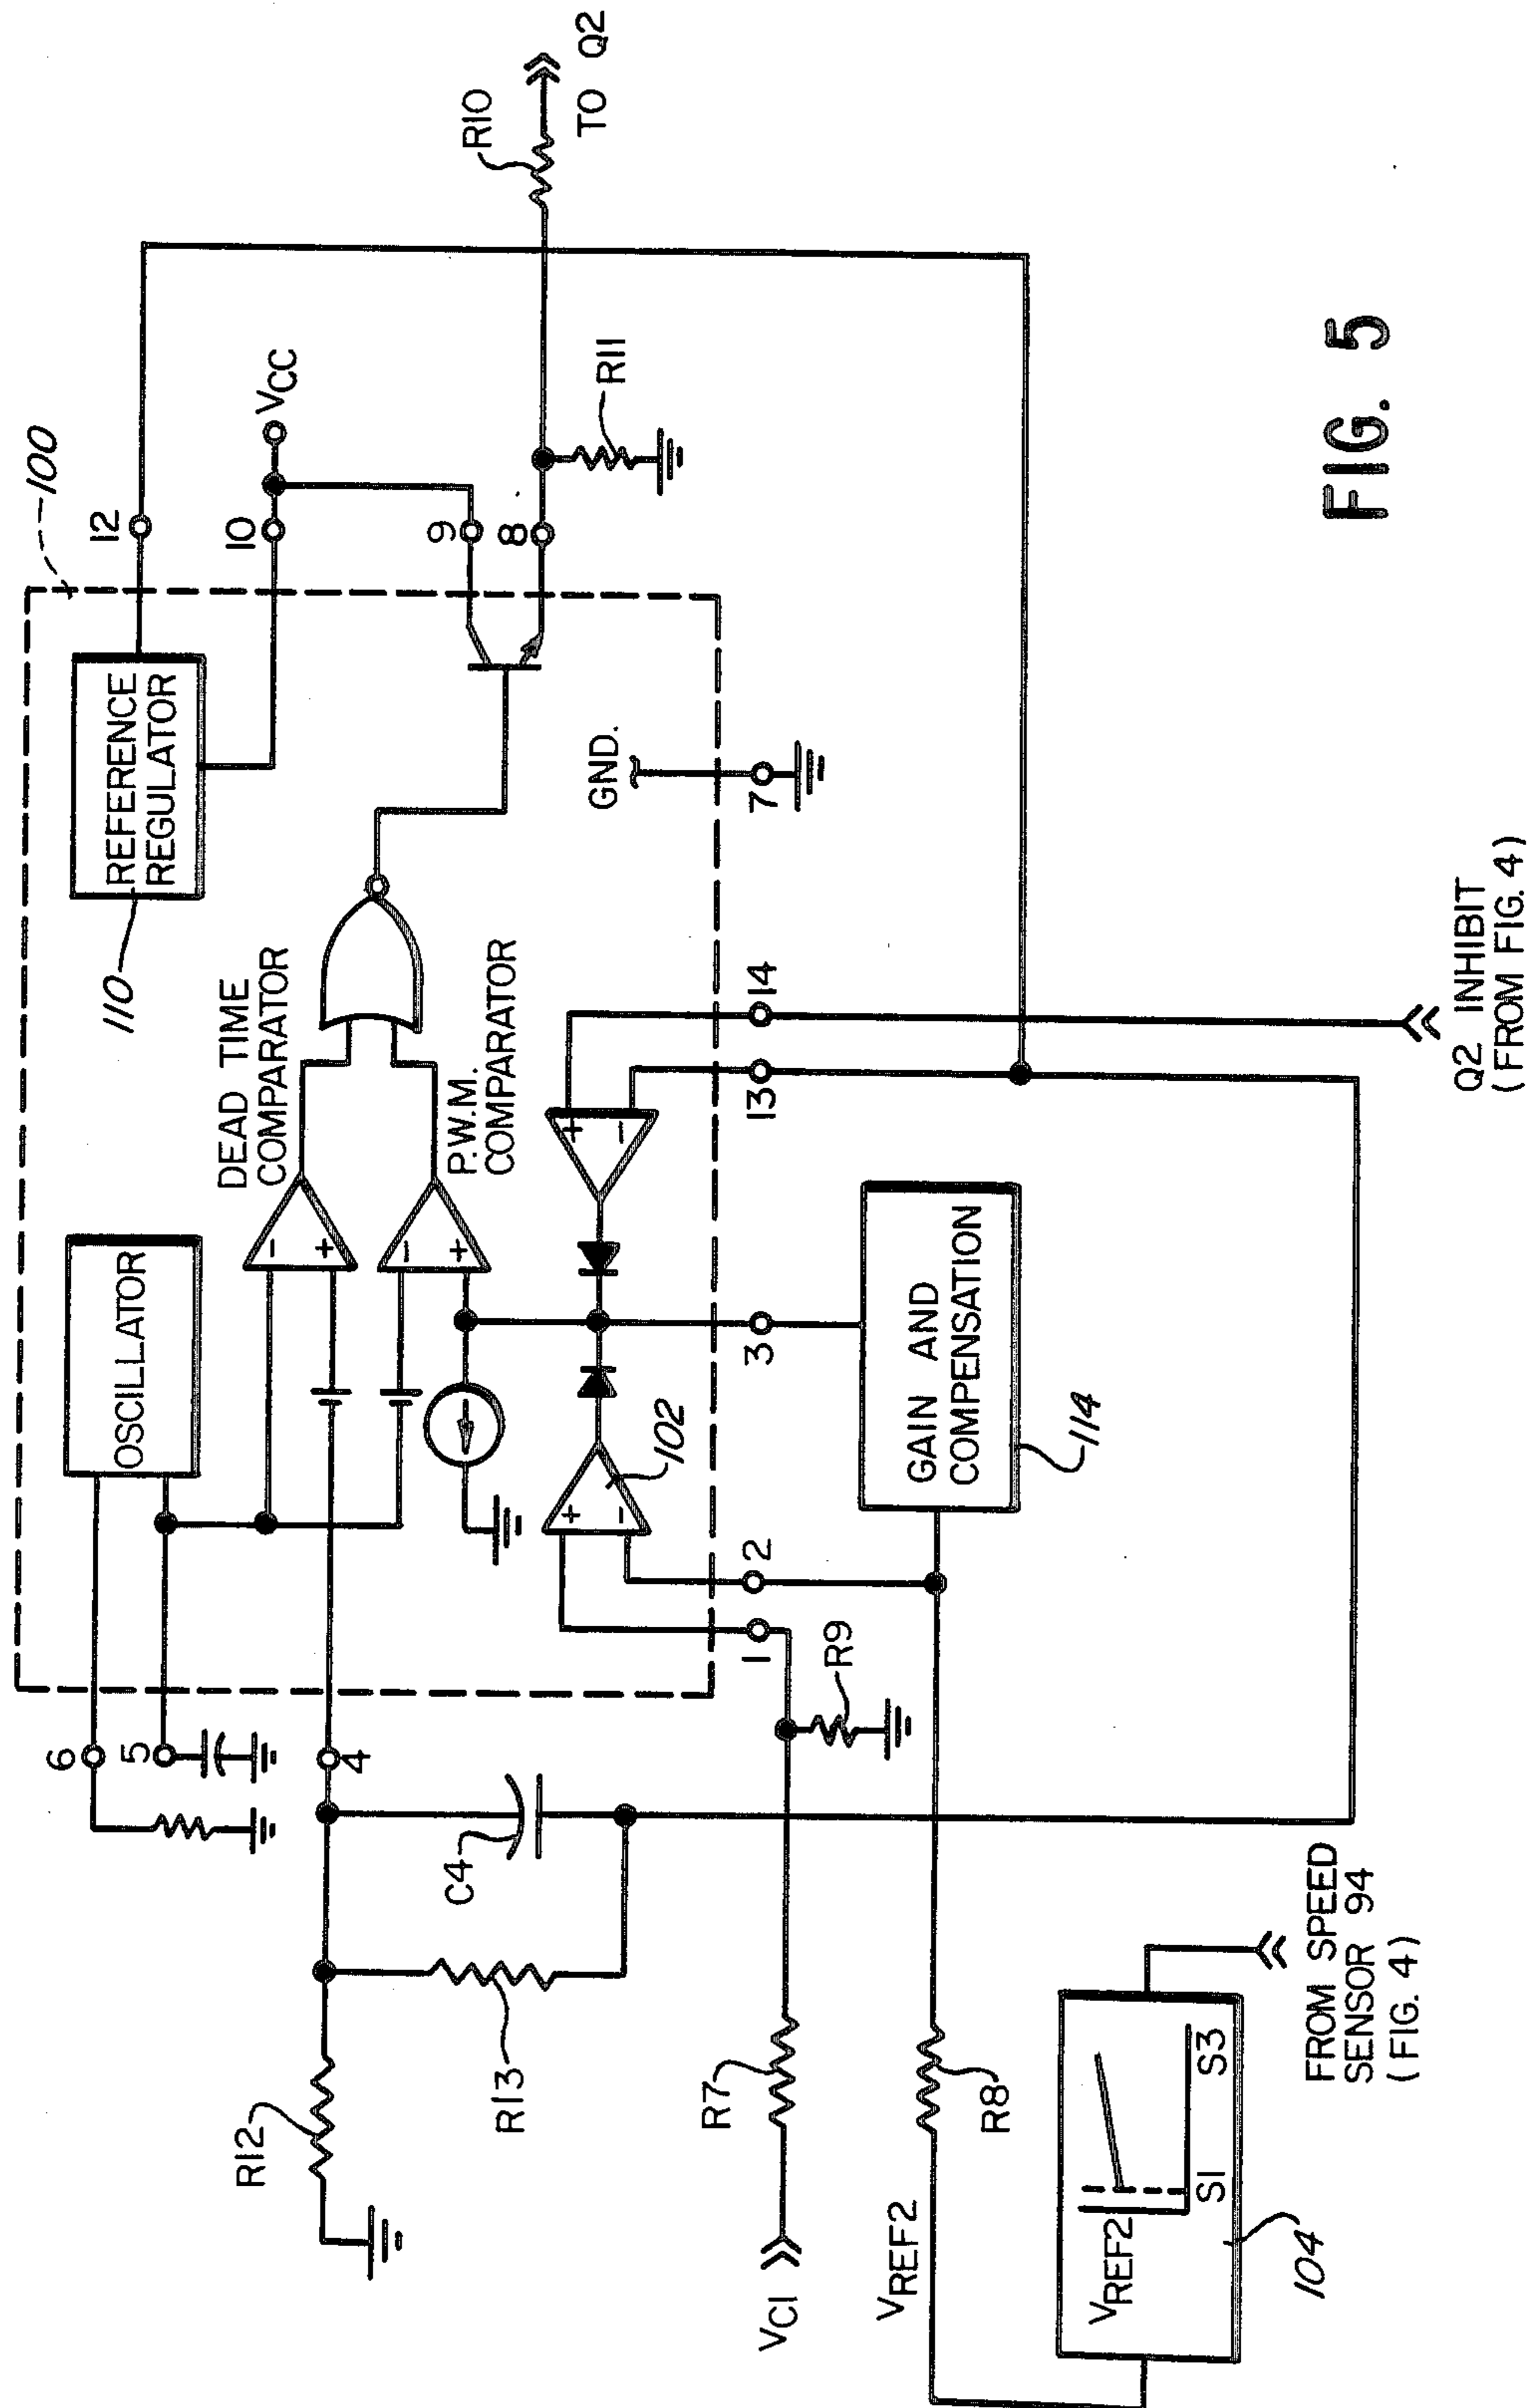 100
110
REFERENCE
REGULATOR
12
10
VCC
9
8
R10
TO Q2
R11
OSCILLATOR
6
5
4
DEAD TIME
COMPARATOR
-
+
P.W.M.
COMPARATOR
-
+
GND.
7
102
+
-
+
-
1
2
3
13
14
R12
R13
C4
R7
R9
VCI
R8
VREF2
GAIN AND
COMPENSATION
114
VREF2
S1 S3
104
FROM SPEED
SENSOR 94
(FIG. 4)
Q2 INHIBIT
(FROM FIG. 4)
FIG. 5